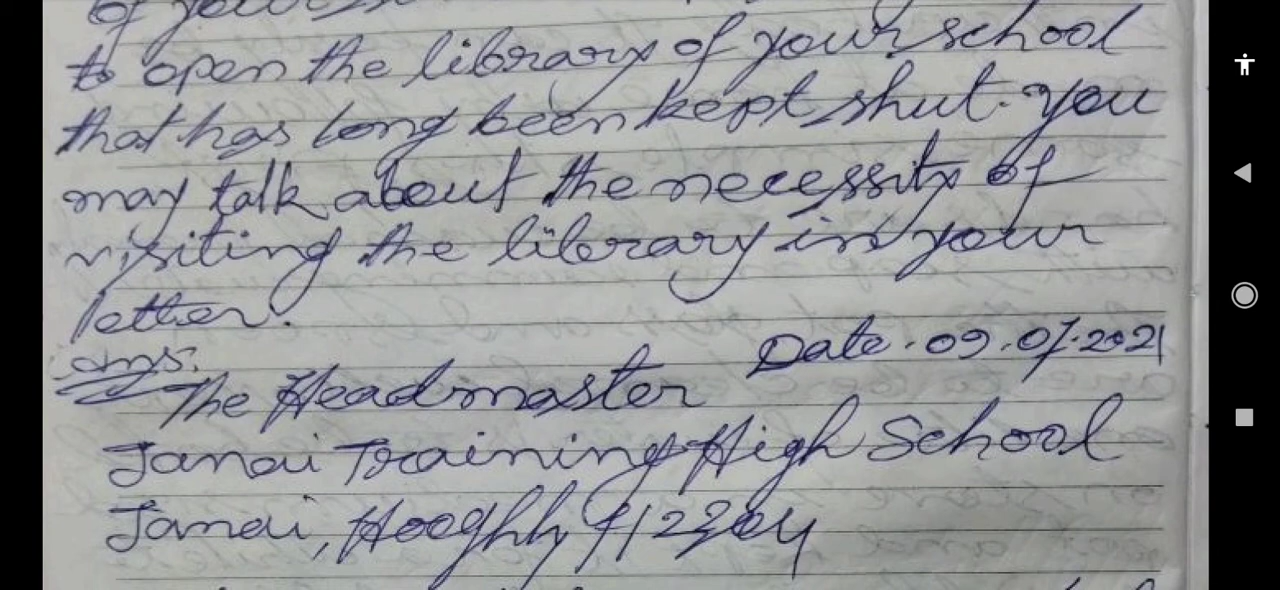 of your
to open the library of your school
that has long been kept shut. you
may talk about the necessity of
visiting the library in your
letter.
Date. 09.07.2021
ans:
The Headmaster
Janai Training High School
Janai, Hooghly 712304